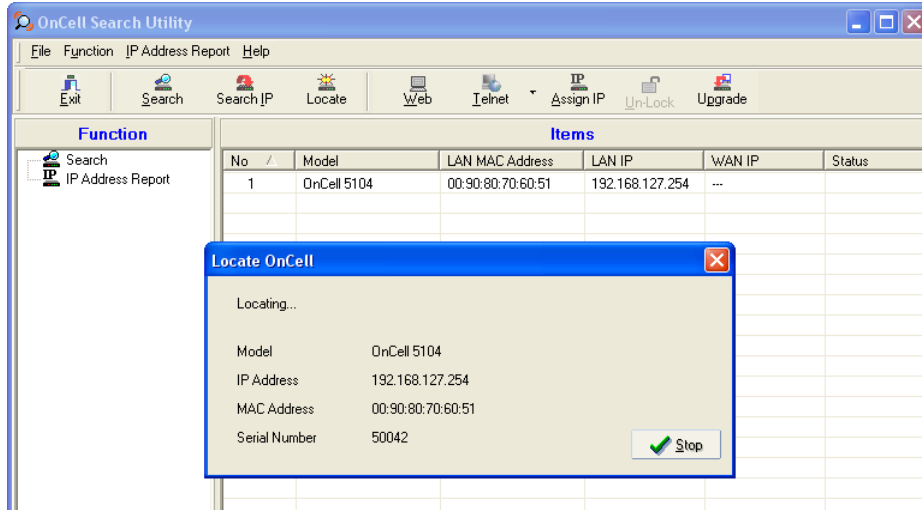 OnCell Search Utility
File Function IP Address Report Help
Exit Search Search IP Locate Web Telnet Assign IP Un-Lock Upgrade
Function Items
Search
IP Address Report
No Model LAN MAC Address LAN IP WAN IP Status
1 OnCell 5104 00:90:80:70:60:51 192.168.127.254 ---
Locate OnCell
Locating...
Model OnCell 5104
IP Address 192.168.127.254
MAC Address 00:90:80:70:60:51
Serial Number 50042
Stop